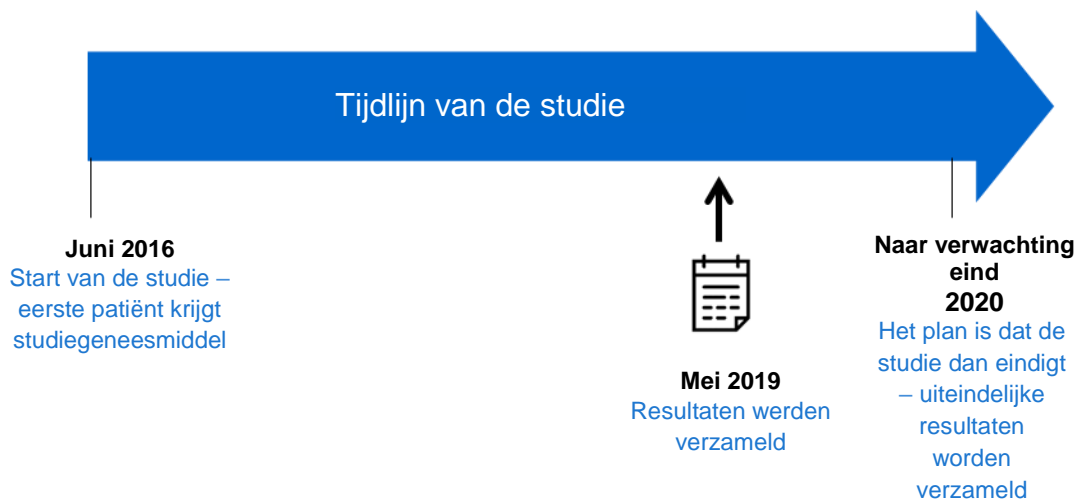 Tijdlijn van de studie
Juni 2016
Start van de studie –
eerste patiënt krijgt
studiegeneesmiddel
Mei 2019
Resultaten werden
verzameld
Naar verwachting
eind
2020
Het plan is dat de
studie dan eindigt
– uiteindelijke
resultaten
worden
verzameld